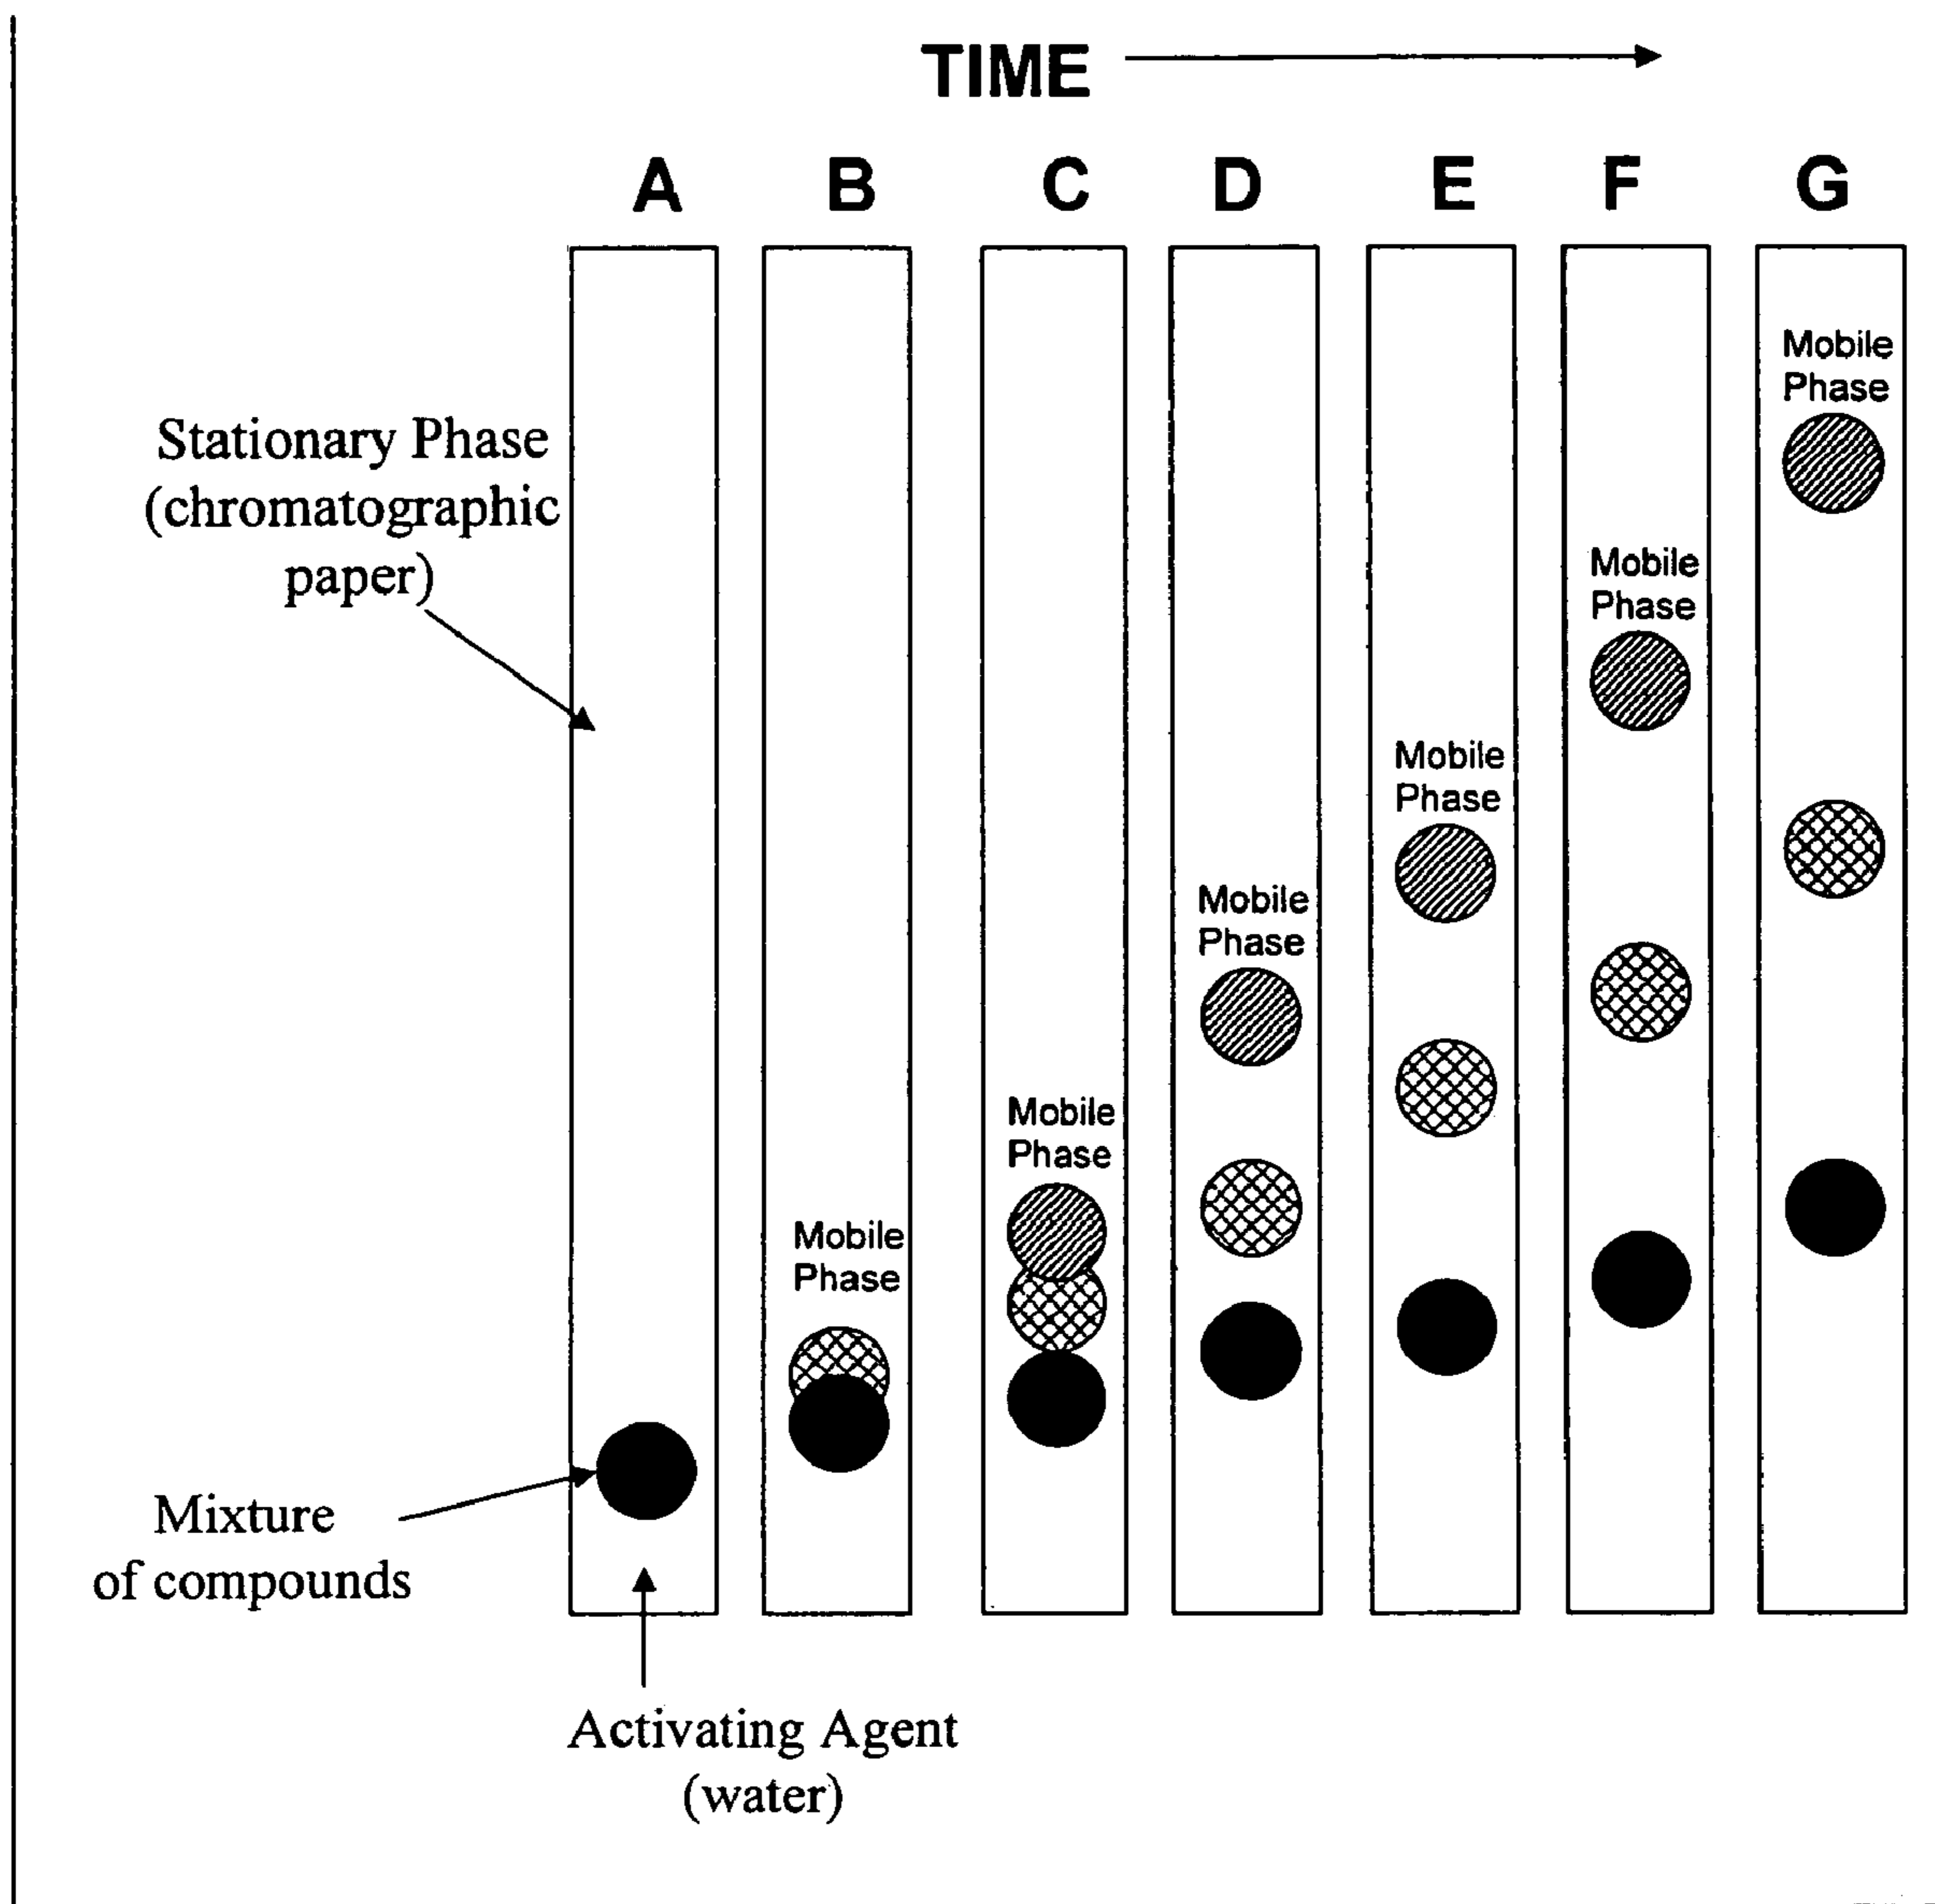 TIME
A B C D E F G
Stationary Phase
(chromatographic
paper)
Mixture
of compounds
Activating Agent
(water)
Mobile
Phase
Mobile
Phase
Mobile
Phase
Mobile
Phase
Mobile
Phase
Mobile
Phase